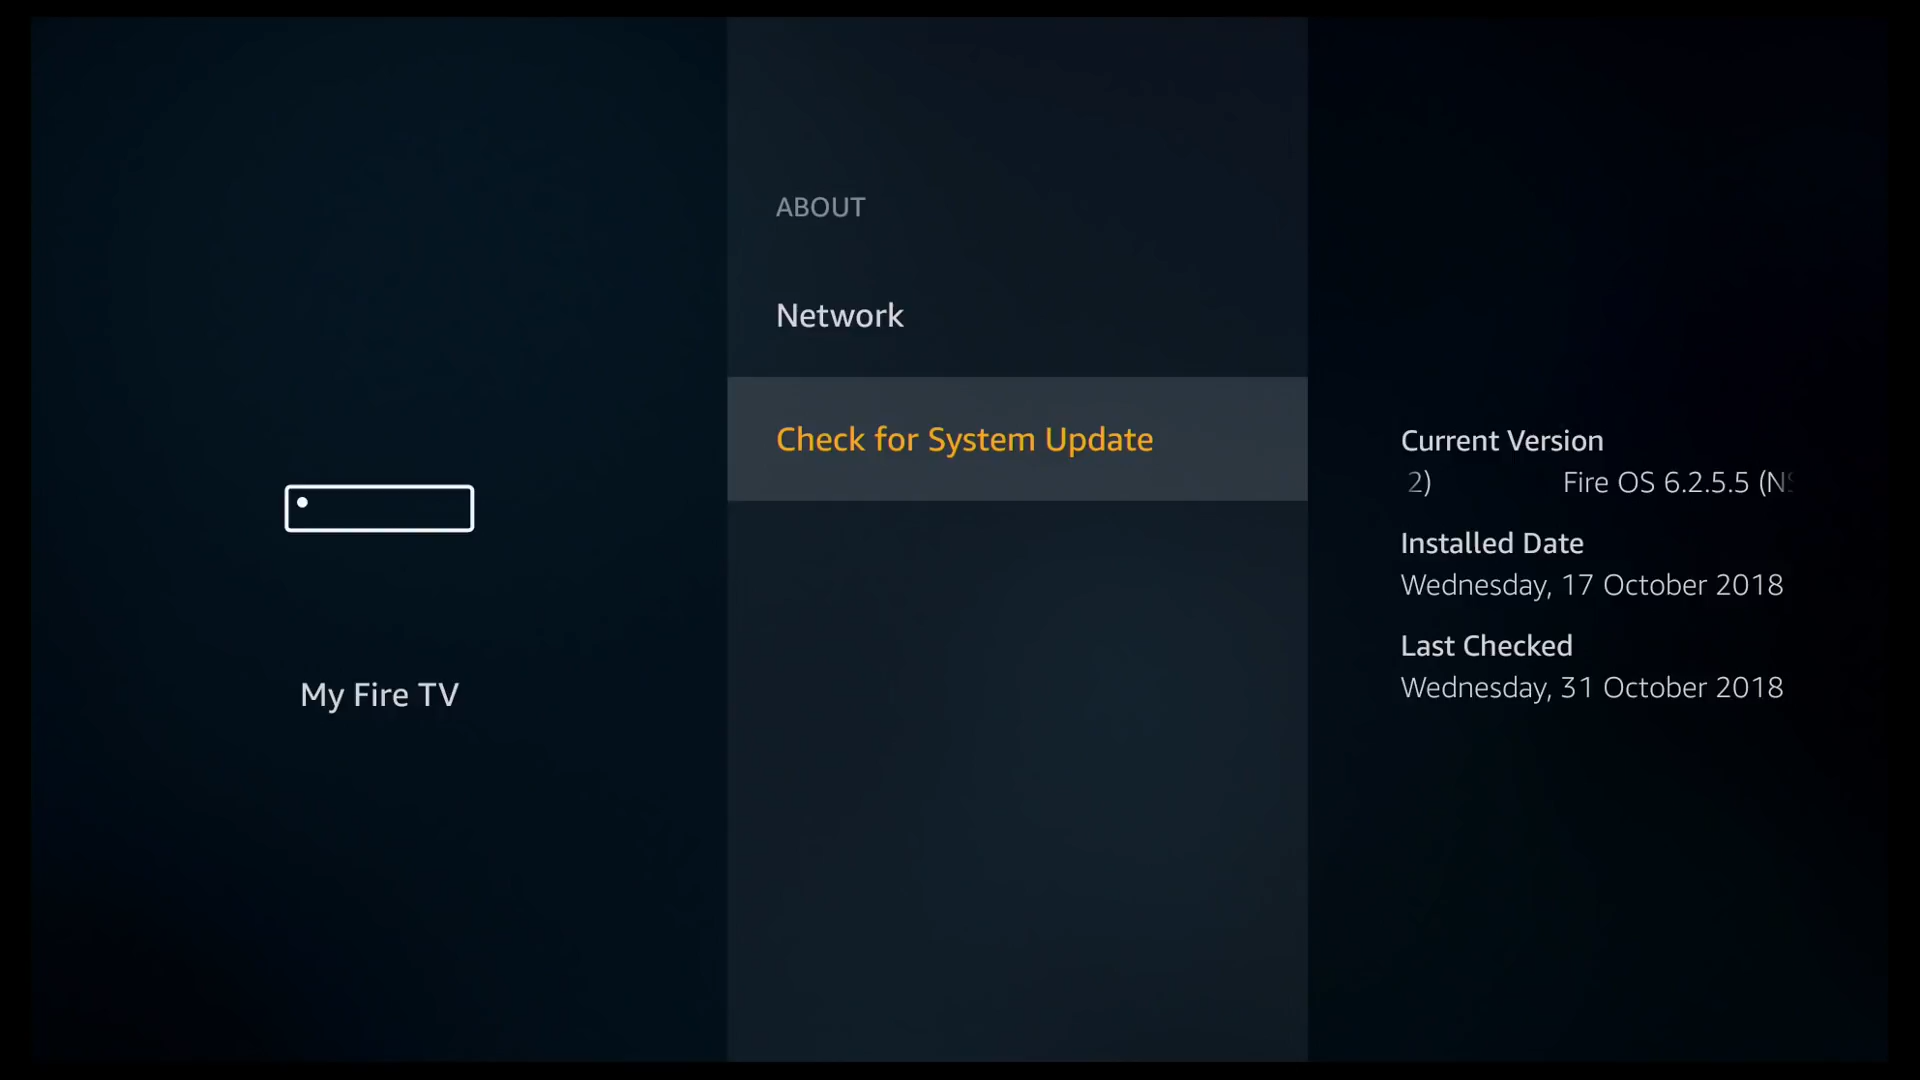 ABOUT
Network
Check for System Update
My Fire TV
Current Version
2) Fire OS 6.2.5.5 (NS
Installed Date
Wednesday, 17 October 2018
Last Checked
Wednesday, 31 October 2018